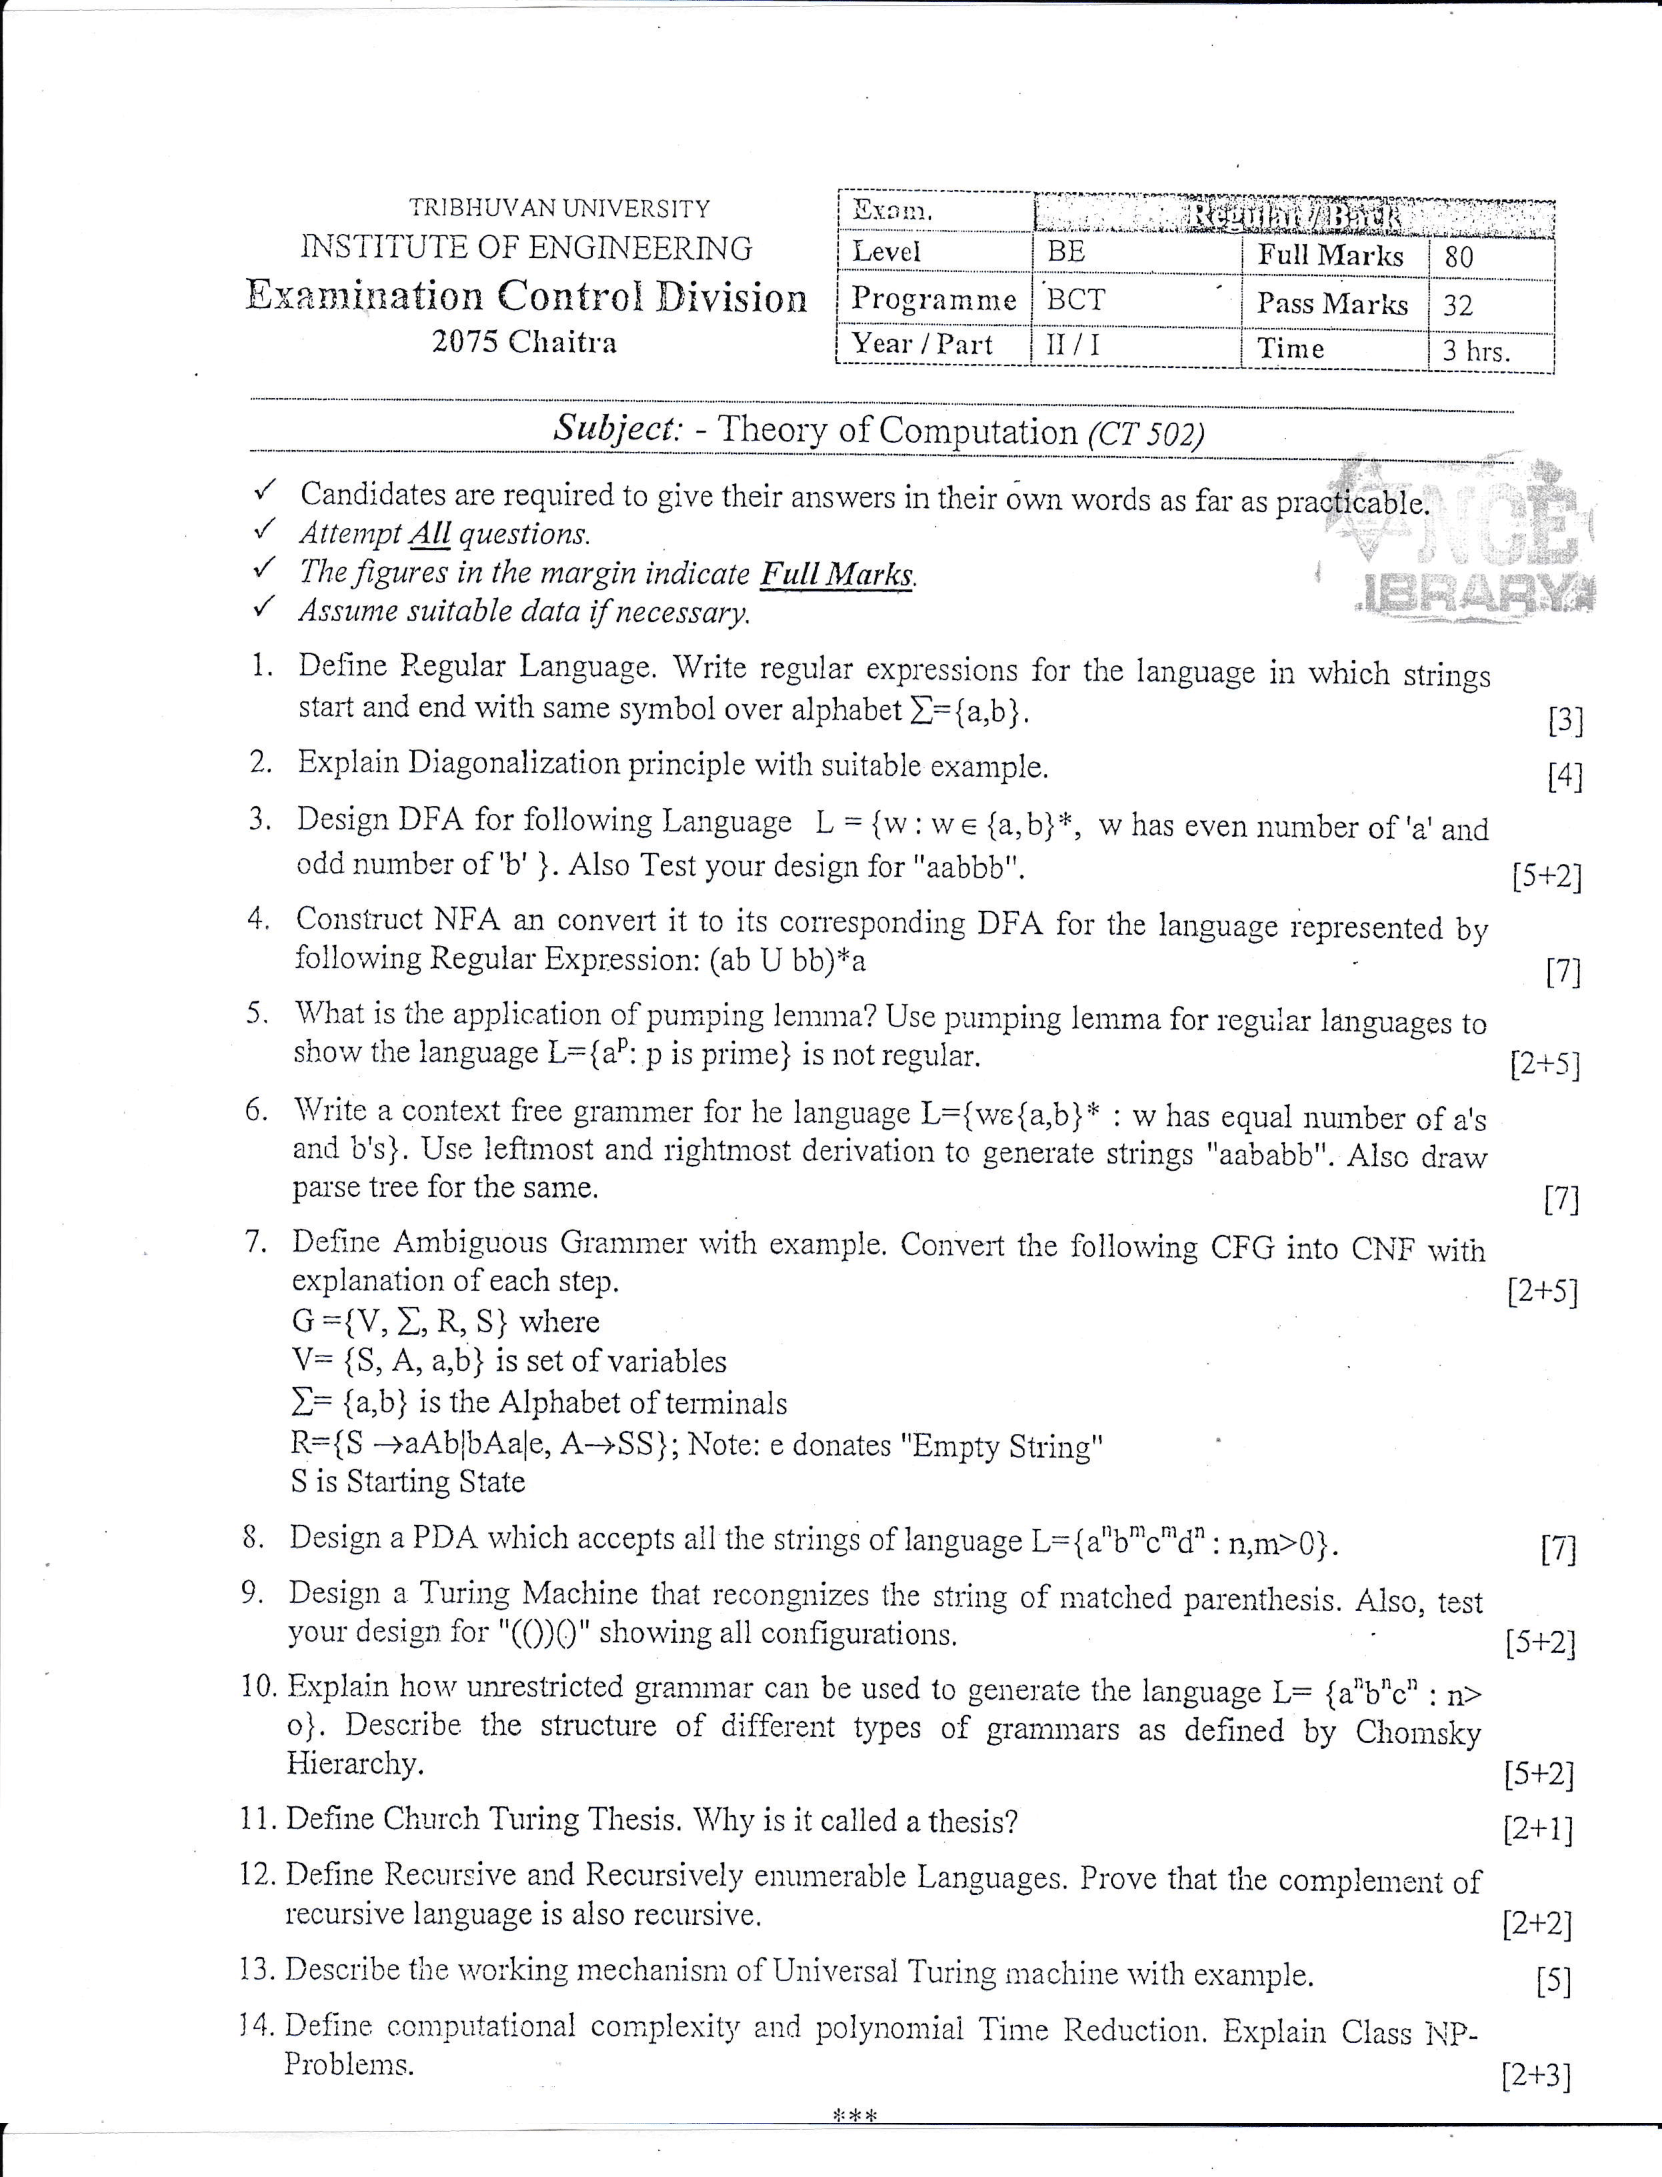 TRIBHUVAN UNIVERSITY
INSTITUTE OF ENGINEERING
Examination Control Division
2075 Chaitra
Exam. Regular / Back
Level BE Full Marks 80
Programme BCT Pass Marks 32
Year / Part II / I Time 3 hrs.
Subject: - Theory of Computation (CT 502)
✓ Candidates are required to give their answers in their own words as far as practicable.
✓ Attempt All questions.
✓ The figures in the margin indicate Full Marks.
✓ Assume suitable data if necessary.
NCE
LIBRARY
1. Define Regular Language. Write regular expressions for the language in which strings
start and end with same symbol over alphabet Σ={a,b}. [3]
2. Explain Diagonalization principle with suitable example. [4]
3. Design DFA for following Language L = {w : w ∈ {a,b}*, w has even number of 'a' and
odd number of 'b' }. Also Test your design for "aabbb". [5+2]
4. Construct NFA an convert it to its corresponding DFA for the language represented by
following Regular Expression: (ab U bb)*a [7]
5. What is the application of pumping lemma? Use pumping lemma for regular languages to
show the language L={aᵖ: p is prime} is not regular. [2+5]
6. Write a context free grammer for he language L={wε{a,b}* : w has equal number of a's
and b's}. Use leftmost and rightmost derivation to generate strings "aababb". Also draw
parse tree for the same. [7]
7. Define Ambiguous Grammer with example. Convert the following CFG into CNF with
explanation of each step. [2+5]
G ={V, Σ, R, S} where
V= {S, A, a,b} is set of variables
Σ= {a,b} is the Alphabet of terminals
R={S →aAb|bAa|e, A→SS}; Note: e donates "Empty String"
S is Starting State
8. Design a PDA which accepts all the strings of language L={aⁿbᵐcᵐdⁿ : n,m>0}. [7]
9. Design a Turing Machine that recongnizes the string of matched parenthesis. Also, test
your design for "(())()" showing all configurations. [5+2]
10. Explain how unrestricted grammar can be used to generate the language L= {aⁿbⁿcⁿ : n>
o}. Describe the structure of different types of grammars as defined by Chomsky
Hierarchy. [5+2]
11. Define Church Turing Thesis. Why is it called a thesis? [2+1]
12. Define Recursive and Recursively enumerable Languages. Prove that the complement of
recursive language is also recursive. [2+2]
13. Describe the working mechanism of Universal Turing machine with example. [5]
14. Define computational complexity and polynomial Time Reduction. Explain Class NP-
Problems. [2+3]
***